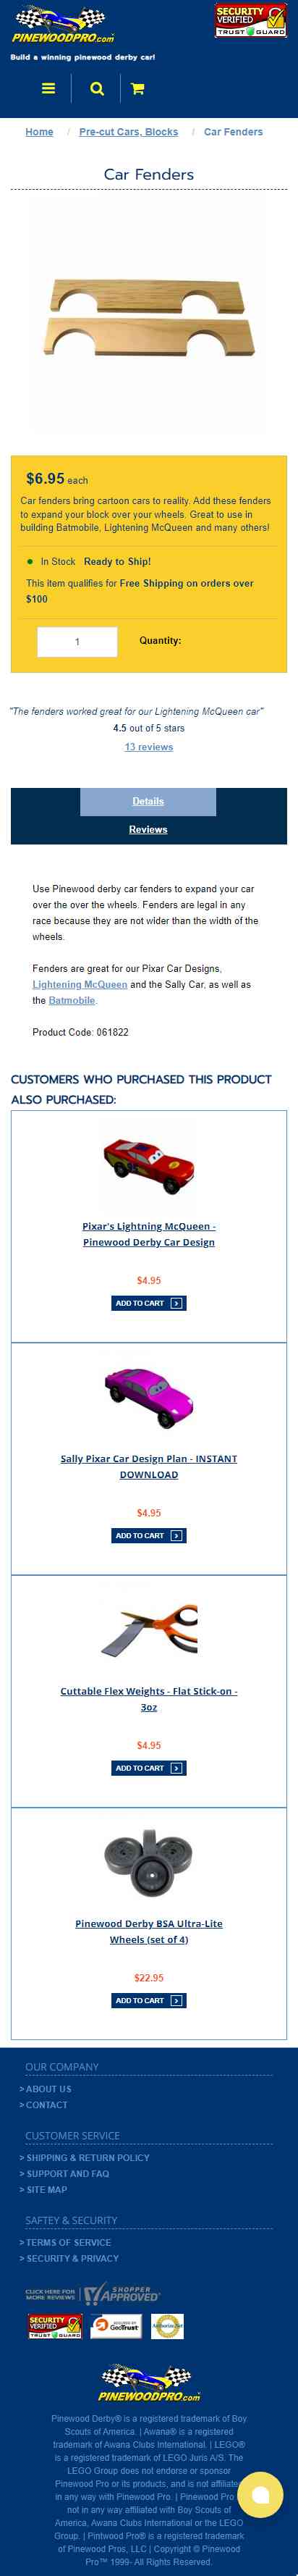 PINEWOODPRO.com
SECURITY
VERIFIED
TRUST GUARD
Build a winning pinewood derby car!
Home / Pre-cut Cars, Blocks / Car Fenders
Car Fenders
$6.95 each
Car fenders bring cartoon cars to reality. Add these fenders
to expand your block over your wheels. Great to use in
building Batmobile, Lightening McQueen and many others!
In Stock Ready to Ship!
This item qualifies for Free Shipping on orders over
$100
1 Quantity:
"The fenders worked great for our Lightening McQueen car"
4.5 out of 5 stars
13 reviews
Details
Reviews
Use Pinewood derby car fenders to expand your car
over the over the wheels. Fenders are legal in any
race because they are not wider than the width of the
wheels.
Fenders are great for our Pixar Car Designs,
Lightening McQueen and the Sally Car, as well as
the Batmobile.
Product Code: 061822
CUSTOMERS WHO PURCHASED THIS PRODUCT
ALSO PURCHASED:
Pixar's Lightning McQueen -
Pinewood Derby Car Design
$4.95
ADD TO CART
Sally Pixar Car Design Plan - INSTANT
DOWNLOAD
$4.95
ADD TO CART
Cuttable Flex Weights - Flat Stick-on -
3oz
$4.95
ADD TO CART
Pinewood Derby BSA Ultra-Lite
Wheels (set of 4)
$22.95
ADD TO CART
OUR COMPANY
> ABOUT US
> CONTACT
CUSTOMER SERVICE
> SHIPPING & RETURN POLICY
> SUPPORT AND FAQ
> SITE MAP
SAFTEY & SECURITY
> TERMS OF SERVICE
> SECURITY & PRIVACY
CLICK HERE FOR
MORE REVIEWS
SHOPPER
APPROVED
SECURITY
VERIFIED
TRUST GUARD
GeoTrust
Authorize.Net
PINEWOODPRO.com
Pinewood Derby® is a registered trademark of Boy
Scouts of America. | Awana® is a registered
trademark of Awana Clubs International. | LEGO®
is a registered trademark of LEGO Juris A/S. The
LEGO Group does not endorse or sponsor
Pinewood Pro or its products, and is not affiliate
in any way with Pinewood Pro. | Pinewood Pro
not in any way affiliated with Boy Scouts of
America, Awana Clubs International or the LEGO
Group. | Pintwood Pro® is a registered trademark
of Pinewood Pros, LLC | Copyright © Pinewood
Pro™ 1999- All Rights Reserved.